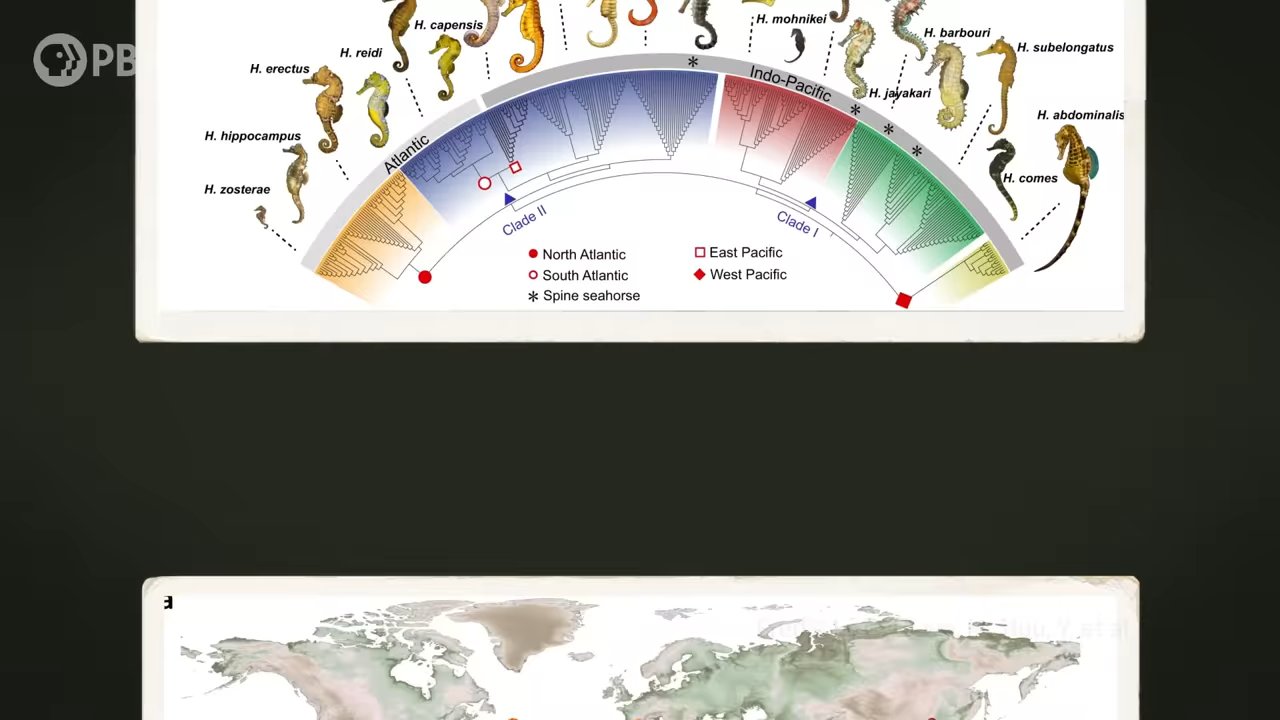 PB
H. capensis
H. mohnikei
H. barbouri
H. subelongatus
H. reidi
H. erectus
H. jayakari
H. abdominalis
H. hippocampus
H. comes
H. zosterae
Atlantic
Indo-Pacific
*
* * *
Clade II
Clade I
North Atlantic
East Pacific
South Atlantic
West Pacific
* Spine seahorse
a